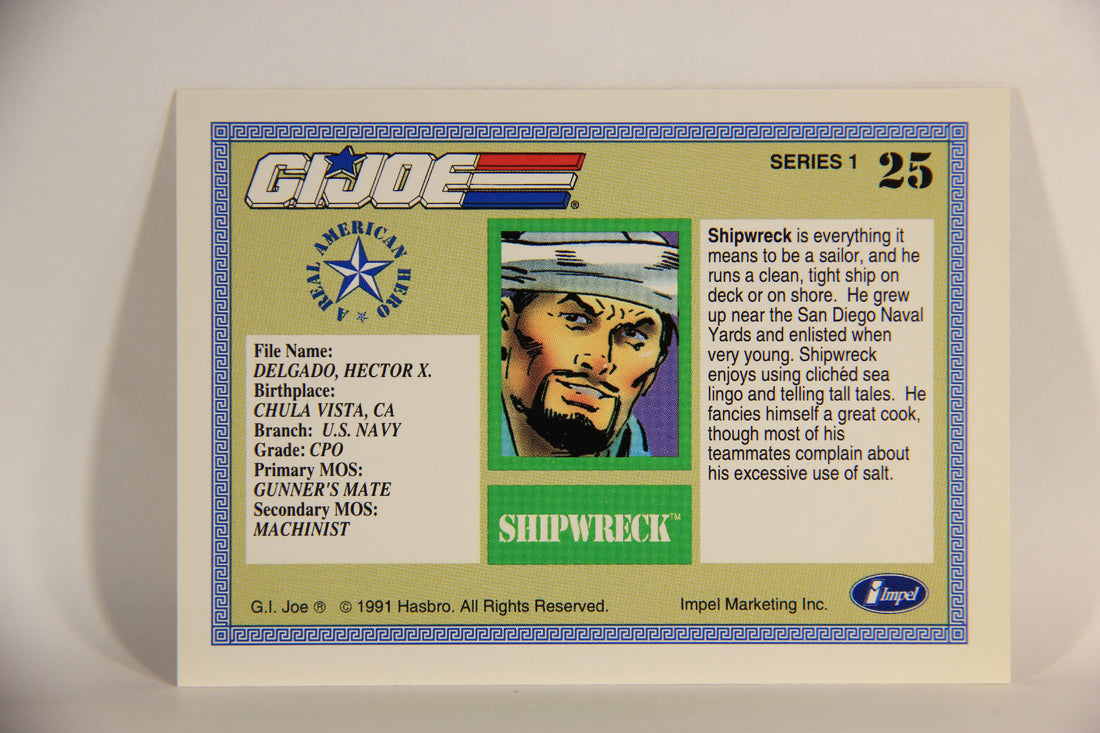 G.I.JOE®
SERIES 1 25
A REAL AMERICAN HERO
File Name:
DELGADO, HECTOR X.
Birthplace:
CHULA VISTA, CA
Branch: U.S. NAVY
Grade: CPO
Primary MOS:
GUNNER'S MATE
Secondary MOS:
MACHINIST
SHIPWRECK™
Shipwreck is everything it
means to be a sailor, and he
runs a clean, tight ship on
deck or on shore. He grew
up near the San Diego Naval
Yards and enlisted when
very young. Shipwreck
enjoys using clichéd sea
lingo and telling tall tales. He
fancies himself a great cook,
though most of his
teammates complain about
his excessive use of salt.
G.I. Joe ® © 1991 Hasbro. All Rights Reserved.
Impel Marketing Inc.
i Impel